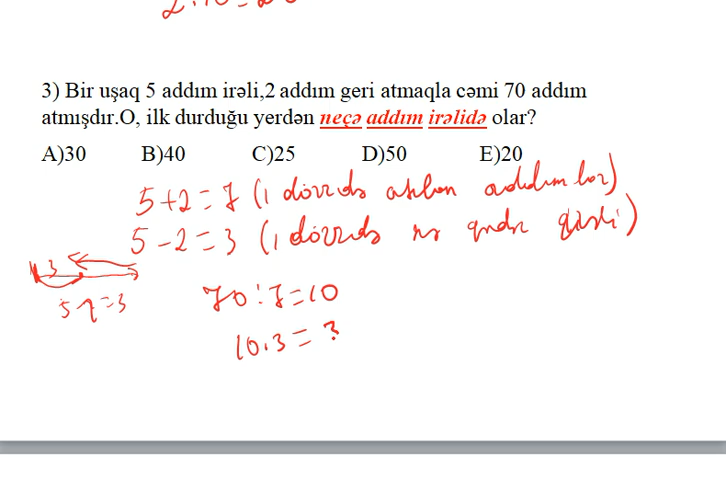 3) Bir uşaq 5 addım irəli,2 addım geri atmaqla cəmi 70 addım
atmışdır.O, ilk durduğu yerdən neçə addım irəlidə olar?
A)30 B)40 C)25 D)50 E)20
5+2=7 (1 dövrdə atılan addımlar)
5-2=3 (1 dövrdə nə qədər
3
5 2=3
70:7=10
10.3=?